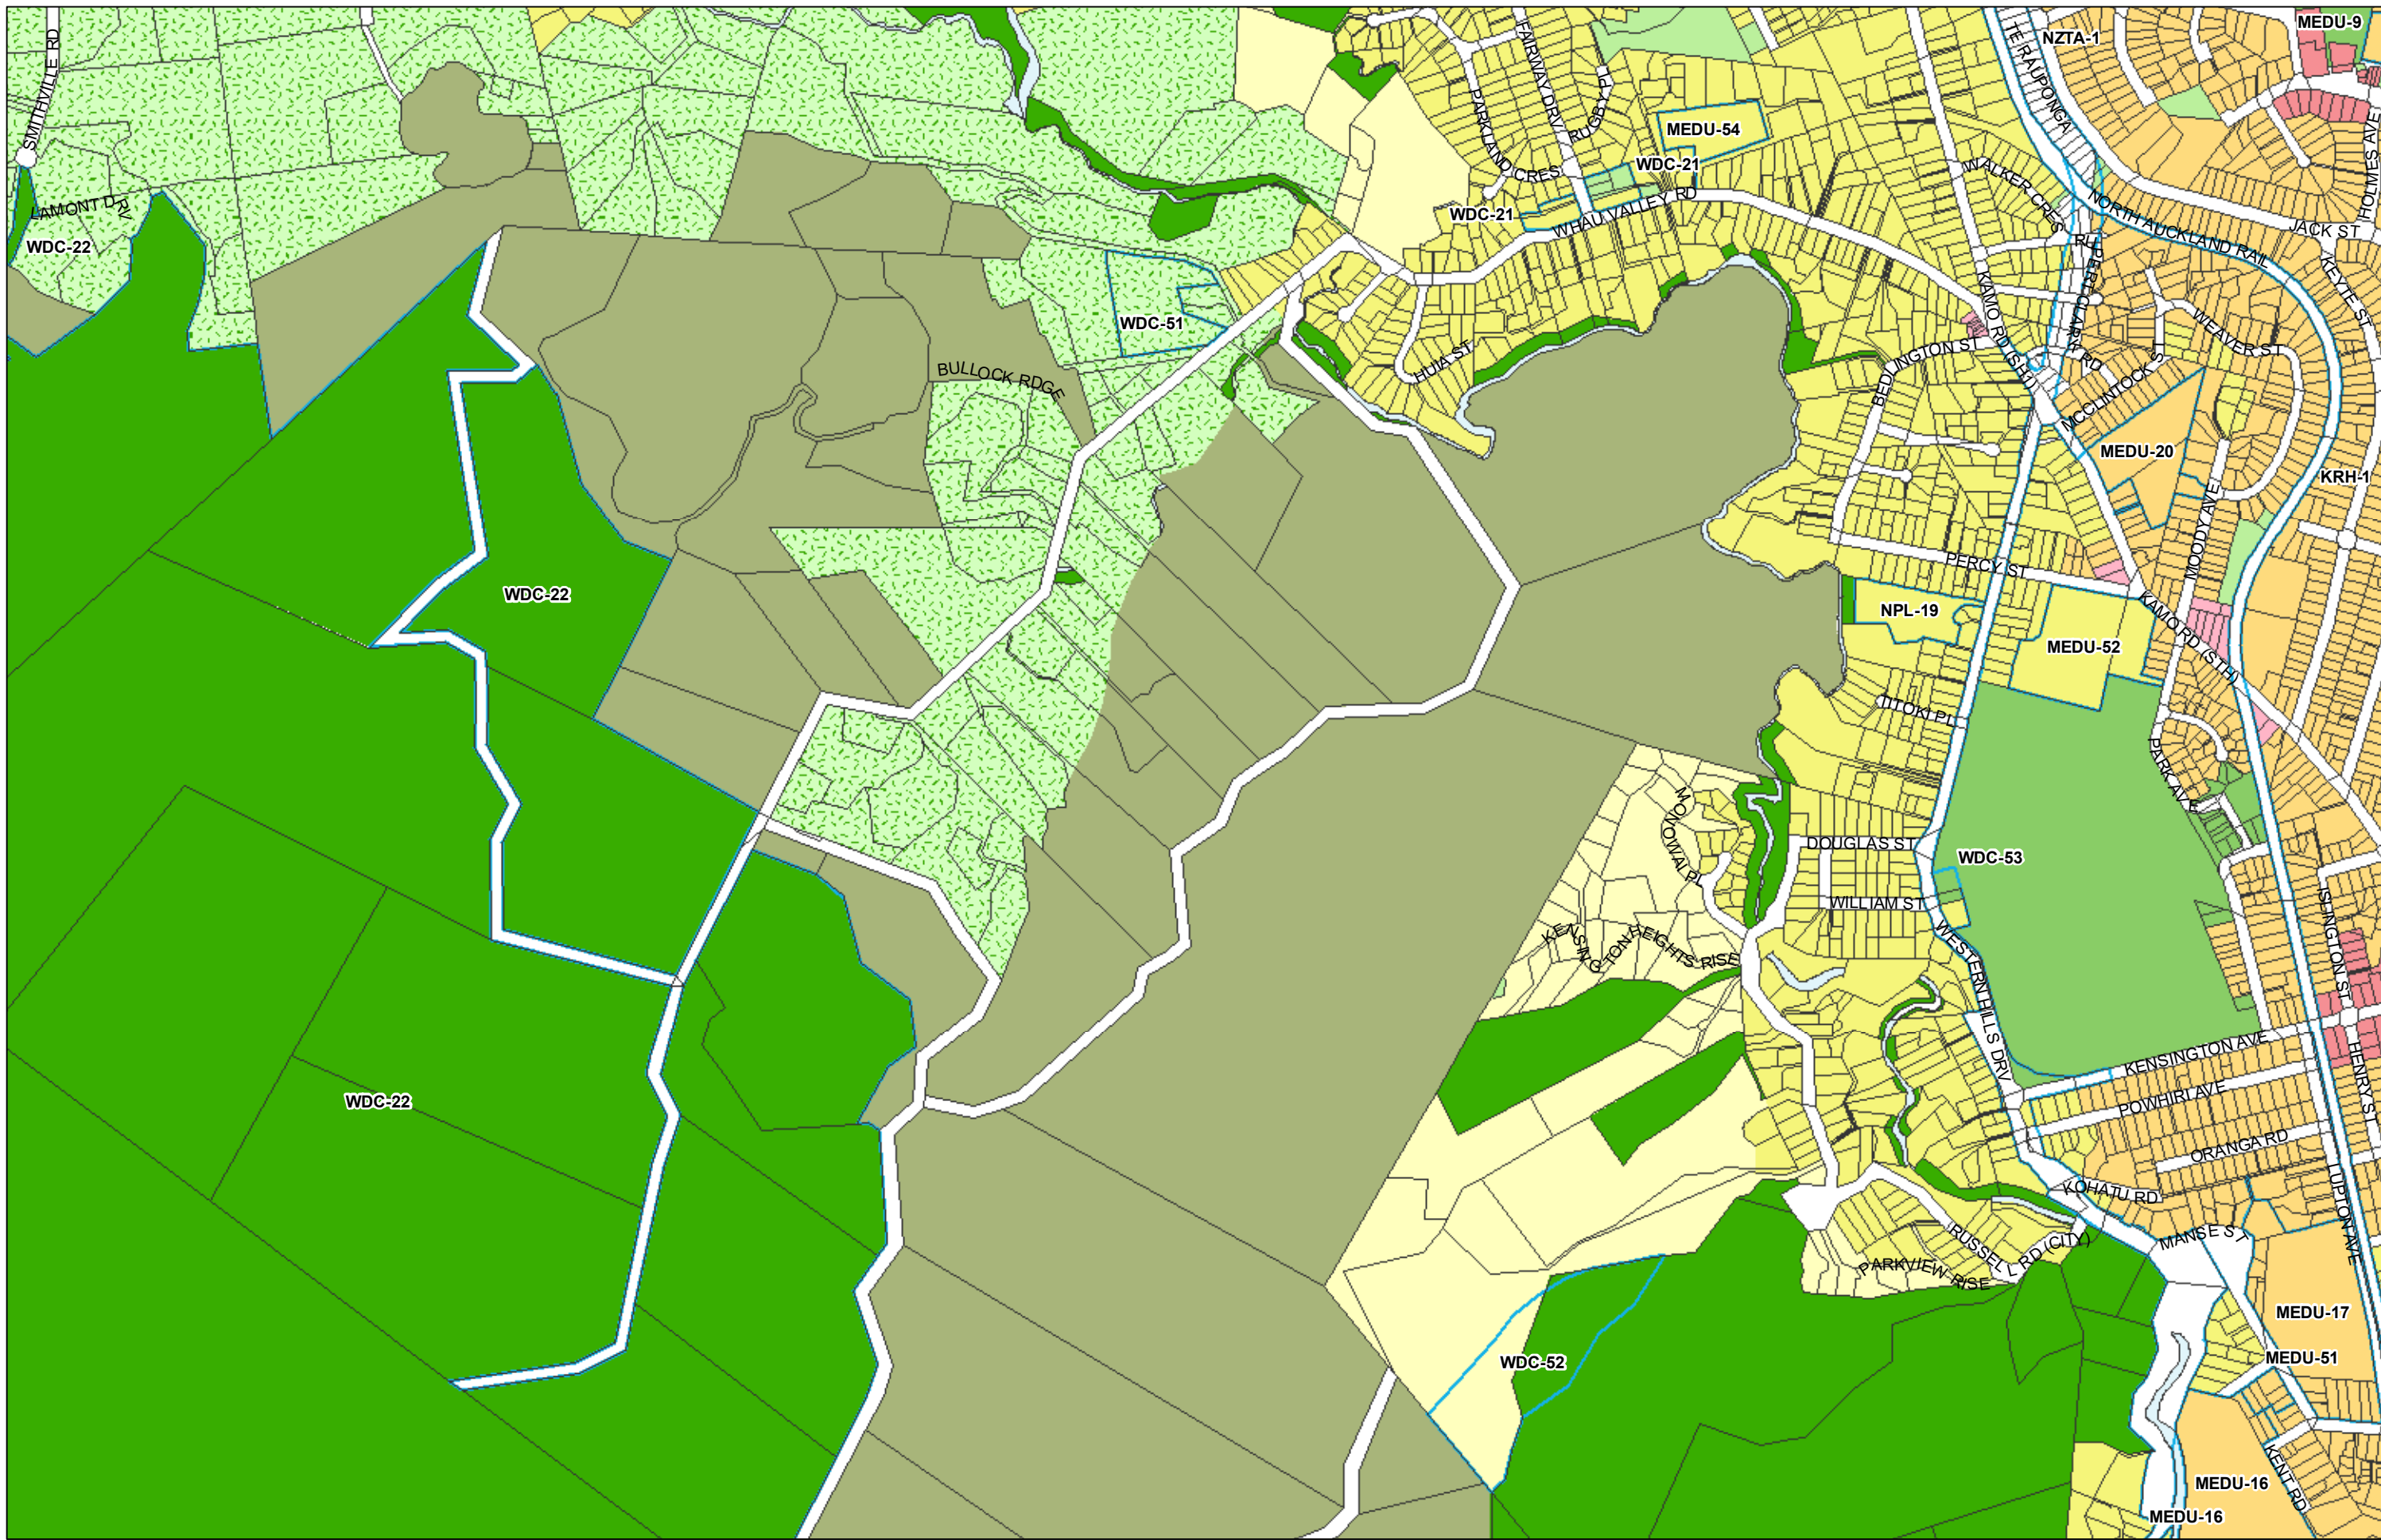 MEDU-9
NZTA-1
SMITHVILLE RD
FAIRWAY DRV
TE RAUPONGA
PARKLAND CRES
RUGBY PL
MEDU-54
HOLMES AVE
WDC-21
WALKER CRES
LAMONT DRV
WDC-21
WHAU VALLEY RD
NORTH AUCKLAND RAIL
JACK ST
WDC-22
RUPERT CLARK RD
KEYTE ST
WDC-51
KAMO RD (STH)
WEAVER ST
BULLOCK RDGE
HUIA ST
BEDLINGTON ST
MCCLINTOCK ST
MEDU-20
KRH-1
MOODY AVE
PERCY ST
WDC-22
NPL-19
KAMO RD (STH)
MEDU-52
TITOKI PL
PARK AVE
MONOWAI PL
DOUGLAS ST
WDC-53
WILLIAM ST
ISLINGTON ST
KENSINGTON HEIGHTS RISE
WESTERN HILLS DRV
KENSINGTON AVE
HENRY ST
WDC-22
POWHIRI AVE
ORANGA RD
KOHATU RD
LUPTON AVE
MANSE ST
RUSSELL RD (CITY)
PARKVIEW RISE
MEDU-17
WDC-52
MEDU-51
KENT RD
MEDU-16
MEDU-16